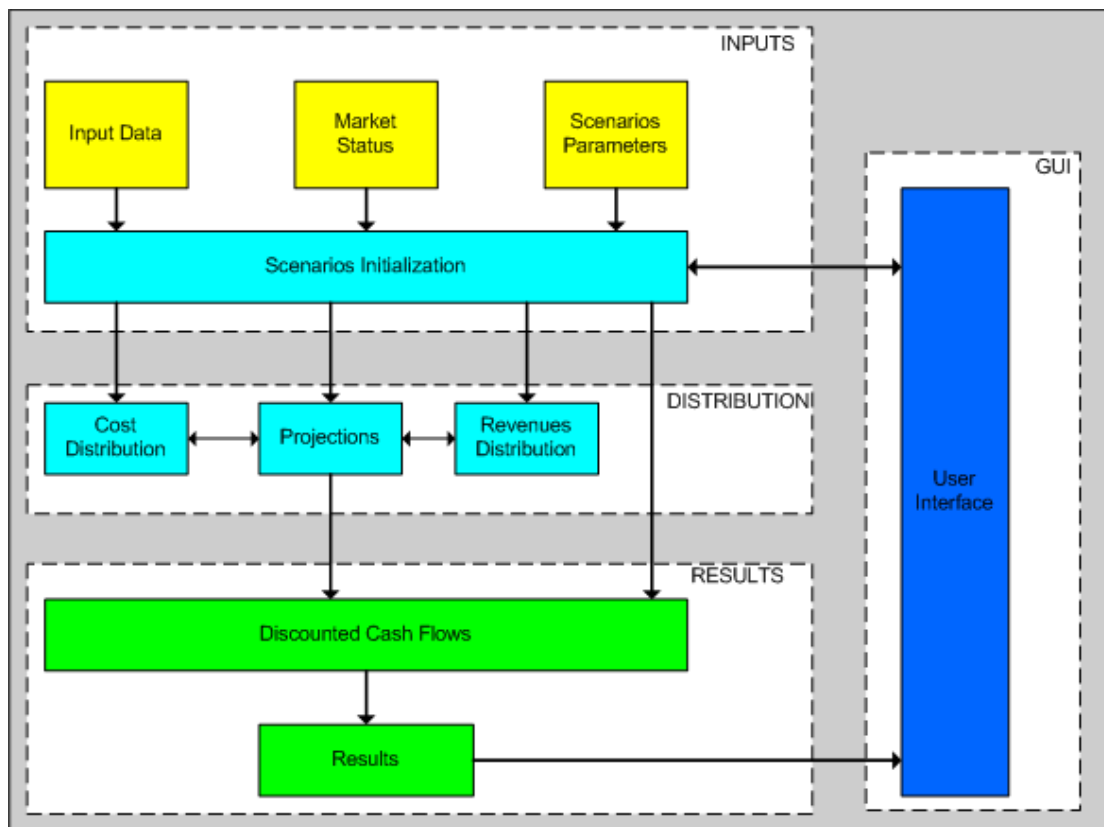 INPUTS
Input Data
Market
Status
Scenarios
Parameters
GUI
Scenarios Initialization
DISTRIBUTION
Cost
Distribution
Projections
Revenues
Distribution
User
Interface
RESULTS
Discounted Cash Flows
Results